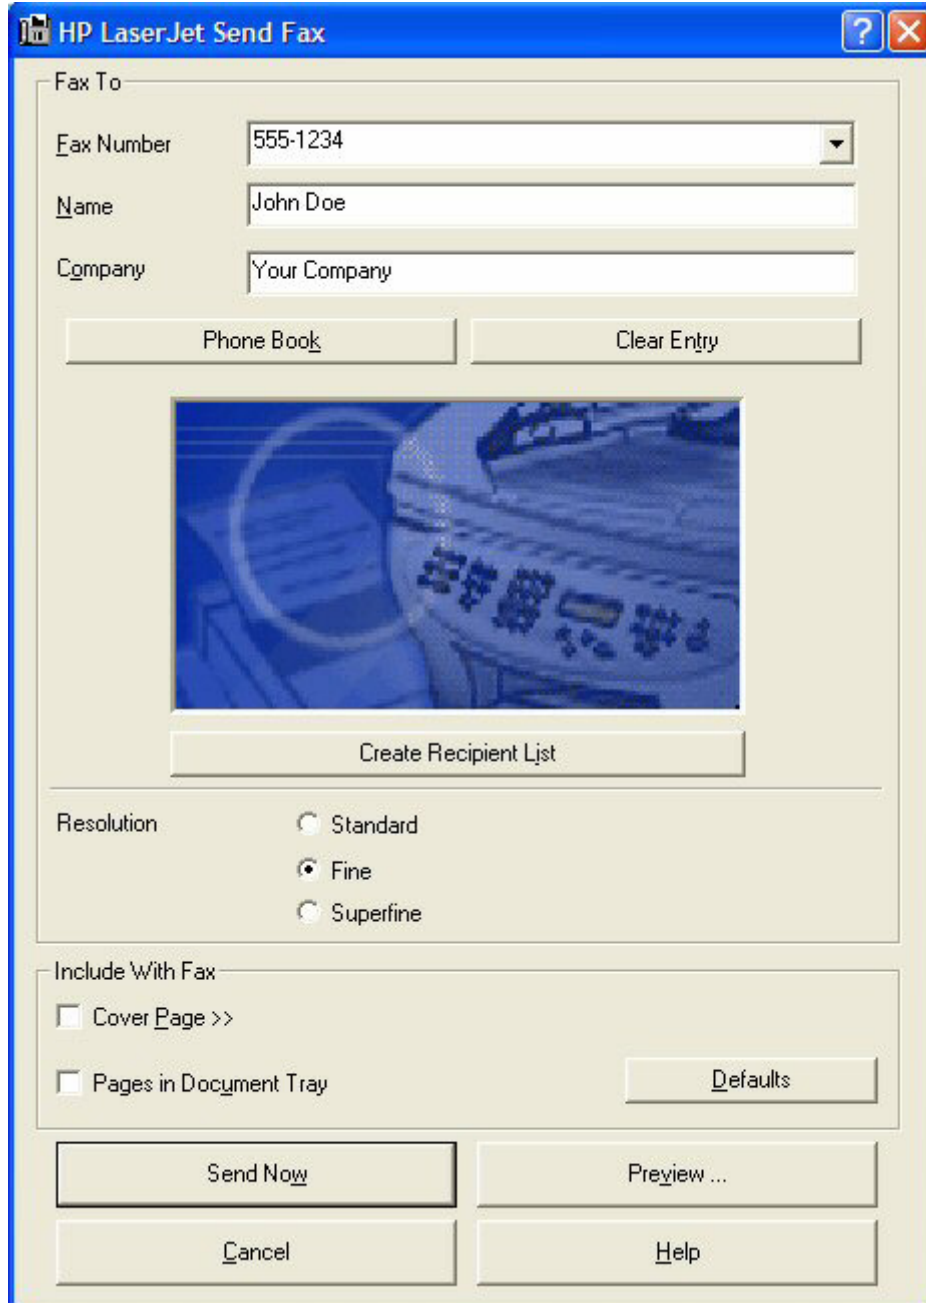 HP LaserJet Send Fax
Fax To
Fax Number 555-1234
Name John Doe
Company Your Company
Phone Book Clear Entry
Create Recipient List
Resolution Standard
Fine
Superfine
Include With Fax
Cover Page >>
Pages in Document Tray Defaults
Send Now Preview ...
Cancel Help